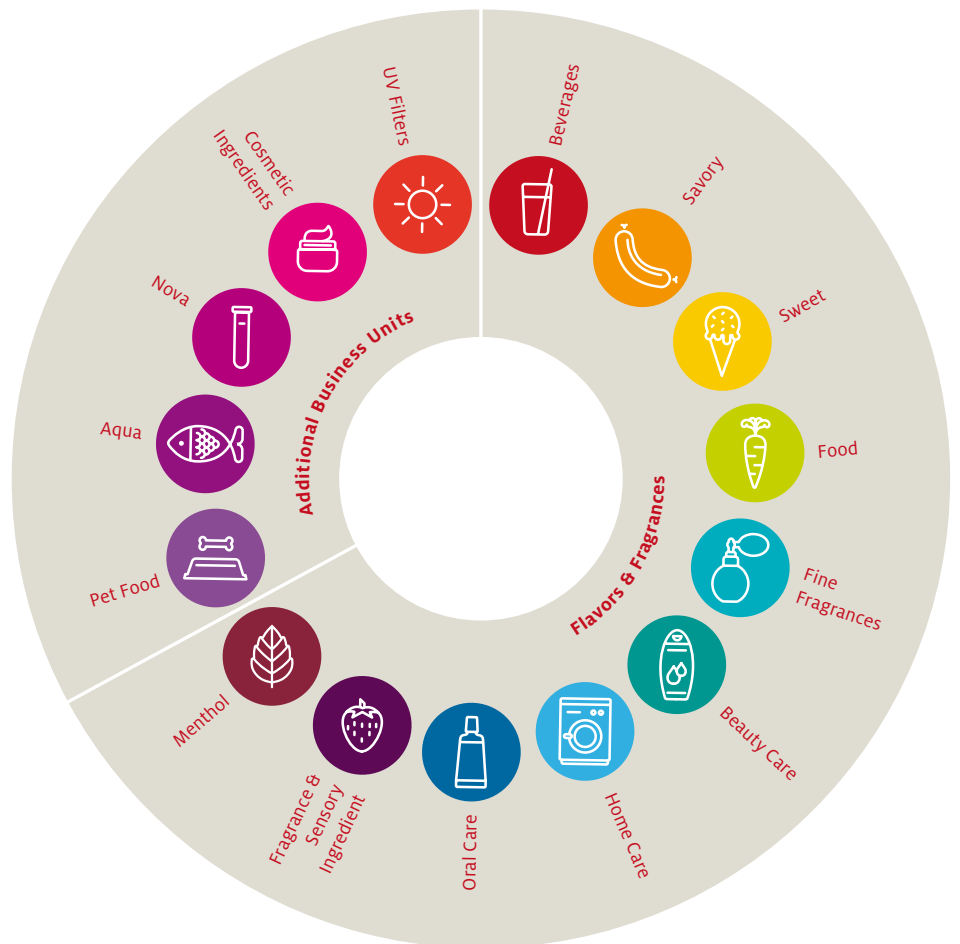 Beverages
Savory
Sweet
Food
Fine
Fragrances
Beauty Care
Home Care
Oral Care
Fragrance &
Sensory
Ingredient
Menthol
Flavors & Fragrances
Pet Food
Aqua
Nova
Cosmetic
Ingredients
UV Filters
Additional Business Units